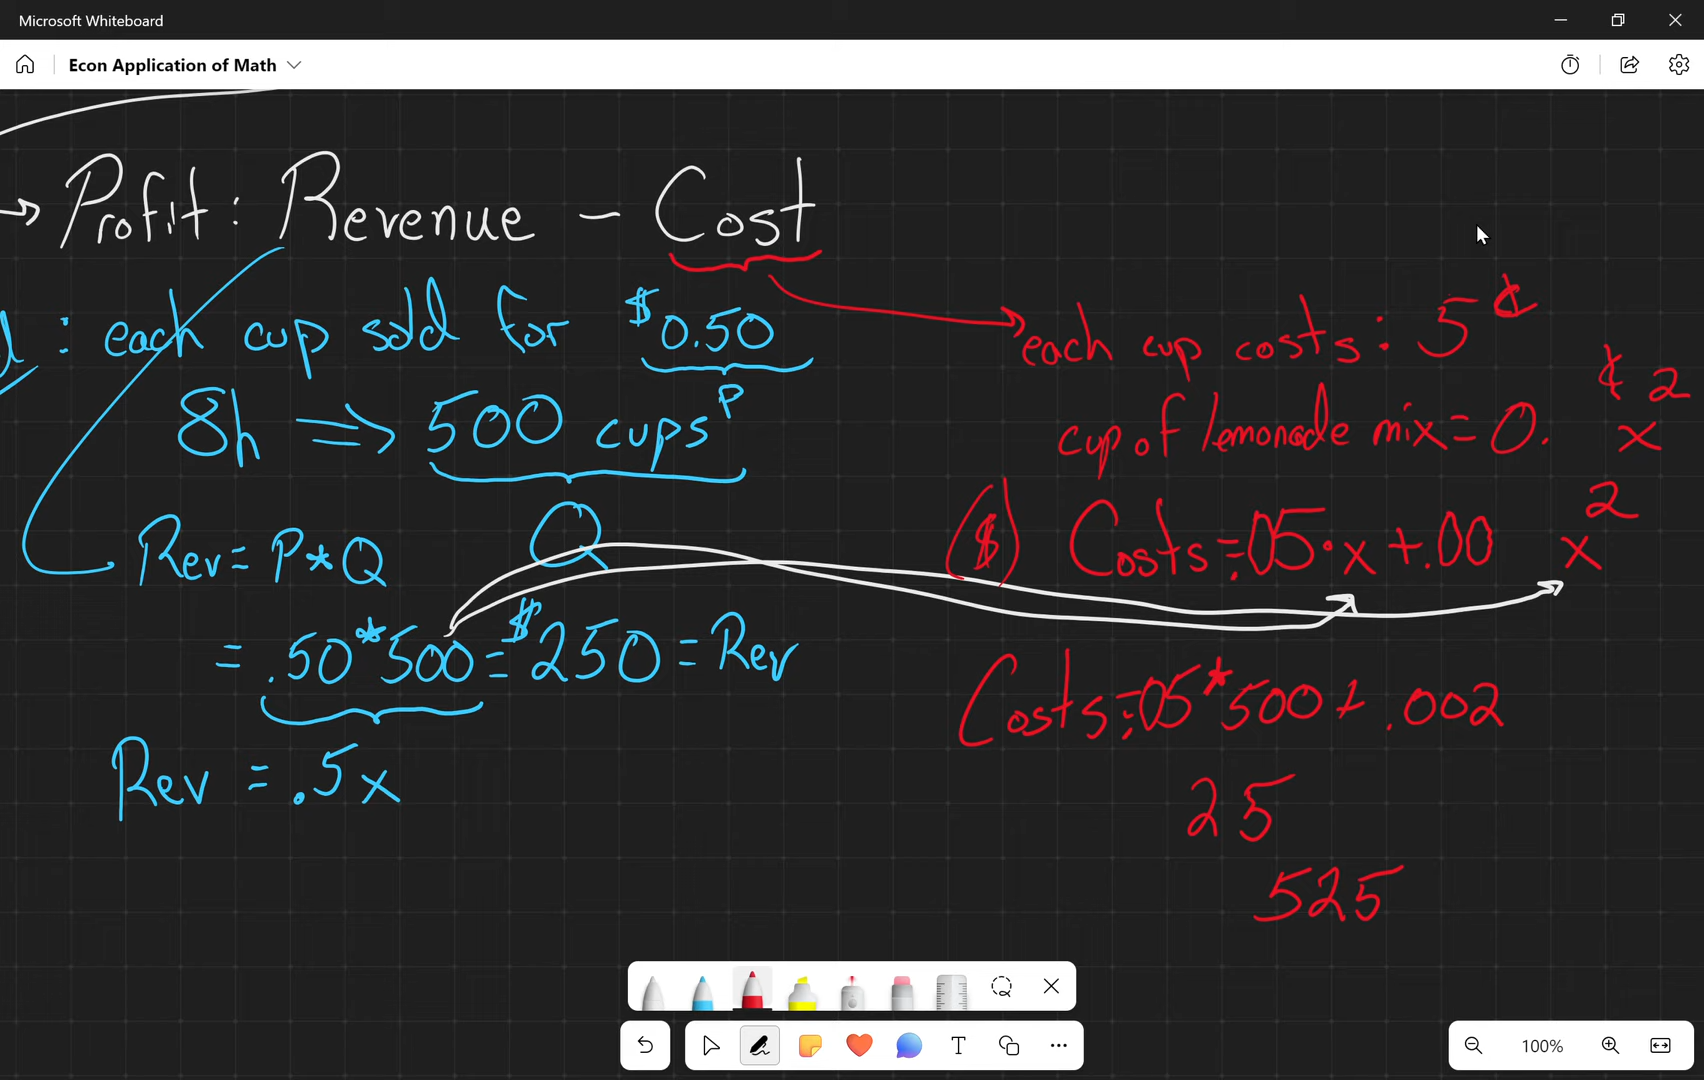 Microsoft Whiteboard
Econ Application of Math
Profit: Revenue - Cost
: each cup sold for $0.50
8h ⇒ 500 cups P
Q
Rev = P*Q
= .50*500 = $250 = Rev
Rev = .5x
each cup costs: 5¢
cup of lemonade mix = 0. x¢2
($) Costs = .05·x + .00 x2
Costs = .05*500 + .002
25
525
100%